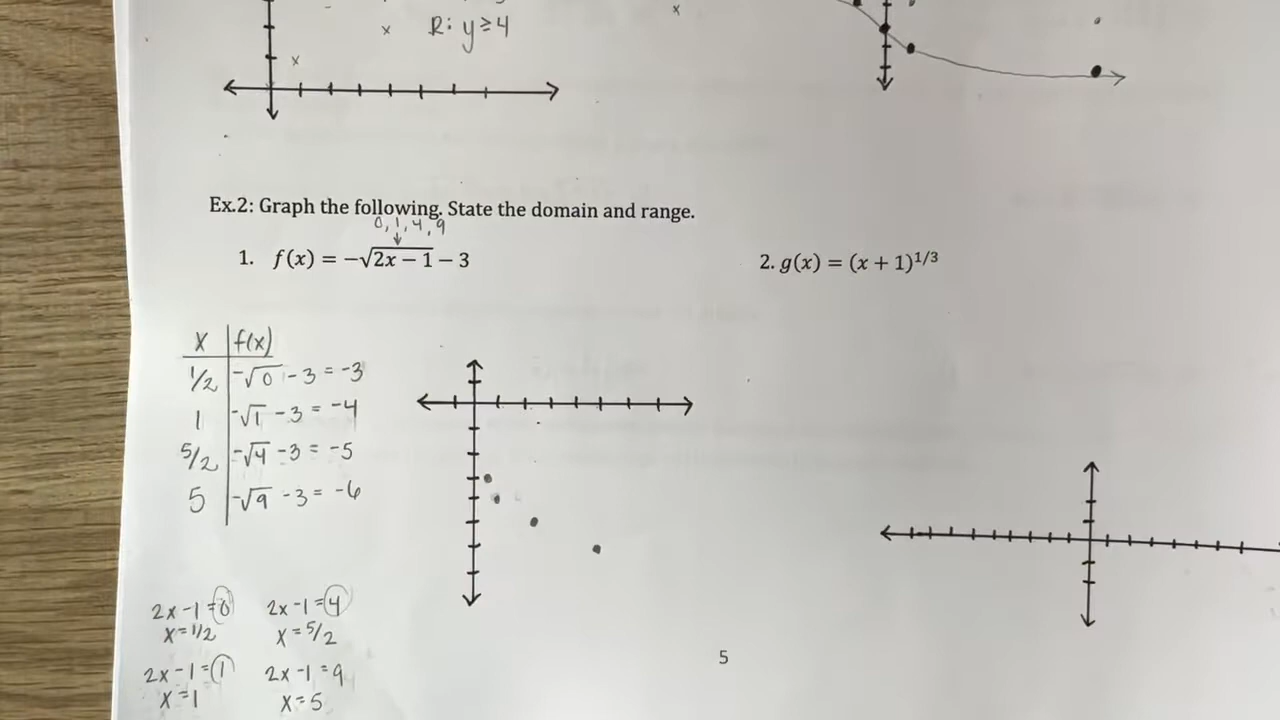 R: y ≥ 4
Ex.2: Graph the following. State the domain and range.
0, 1, 4, 9
1. f(x) = −√(2x − 1) − 3
2. g(x) = (x + 1)^{1/3}
x | f(x)
1/2 | -√0 - 3 = -3
1 | -√1 - 3 = -4
5/2 | -√4 - 3 = -5
5 | -√9 - 3 = -6
2x - 1 = 0
x = 1/2
2x - 1 = 4
x = 5/2
2x - 1 = 1
x = 1
2x - 1 = 9
x = 5
5